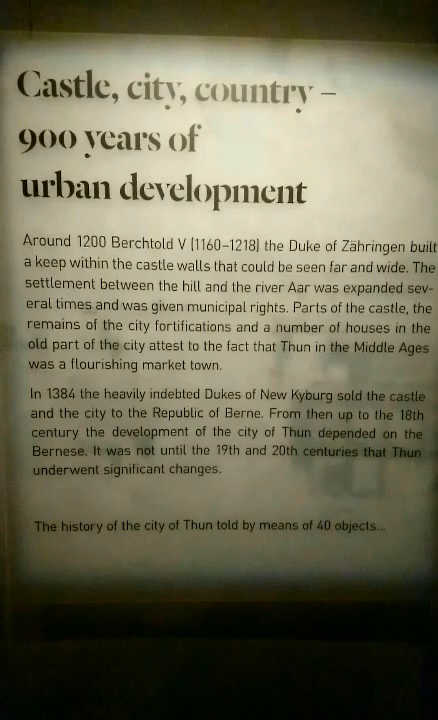 Castle, city, country –
900 years of
urban development
Around 1200 Berchtold V (1160–1218) the Duke of Zähringen built
a keep within the castle walls that could be seen far and wide. The
settlement between the hill and the river Aar was expanded sev-
eral times and was given municipal rights. Parts of the castle, the
remains of the city fortifications and a number of houses in the
old part of the city attest to the fact that Thun in the Middle Ages
was a flourishing market town.
In 1384 the heavily indebted Dukes of New Kyburg sold the castle
and the city to the Republic of Berne. From then up to the 18th
century the development of the city of Thun depended on the
Bernese. It was not until the 19th and 20th centuries that Thun
underwent significant changes.
The history of the city of Thun told by means of 40 objects...